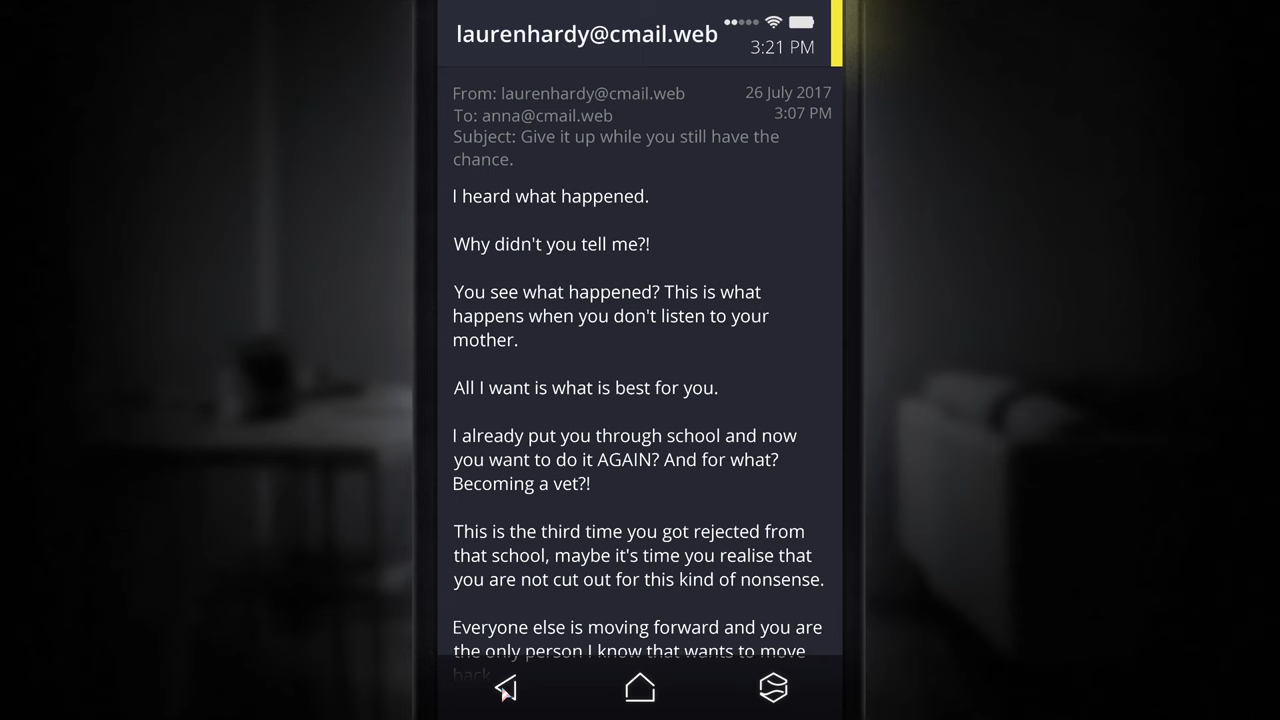 laurenhardy@cmail.web
3:21 PM
From: laurenhardy@cmail.web
26 July 2017
To: anna@cmail.web
3:07 PM
Subject: Give it up while you still have the
chance.
I heard what happened.
Why didn't you tell me?!
You see what happened? This is what
happens when you don't listen to your
mother.
All I want is what is best for you.
I already put you through school and now
you want to do it AGAIN? And for what?
Becoming a vet?!
This is the third time you got rejected from
that school, maybe it's time you realise that
you are not cut out for this kind of nonsense.
Everyone else is moving forward and you are
the only person I know that wants to move
back